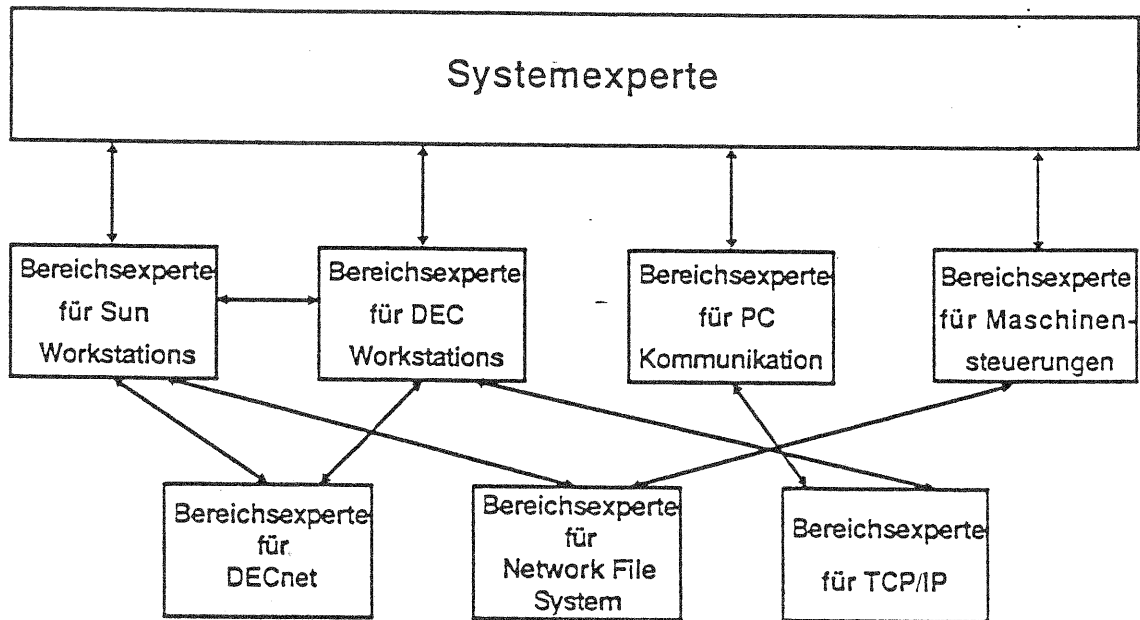 Systemexperte
Bereichsexperte
für Sun
Workstations
Bereichsexperte
für DEC
Workstations
Bereichsexperte
für PC
Kommunikation
Bereichsexperte
für Maschinen-
steuerungen
Bereichsexperte
für
DECnet
Bereichsexperte
für
Network File
System
Bereichsexperte
für TCP/IP